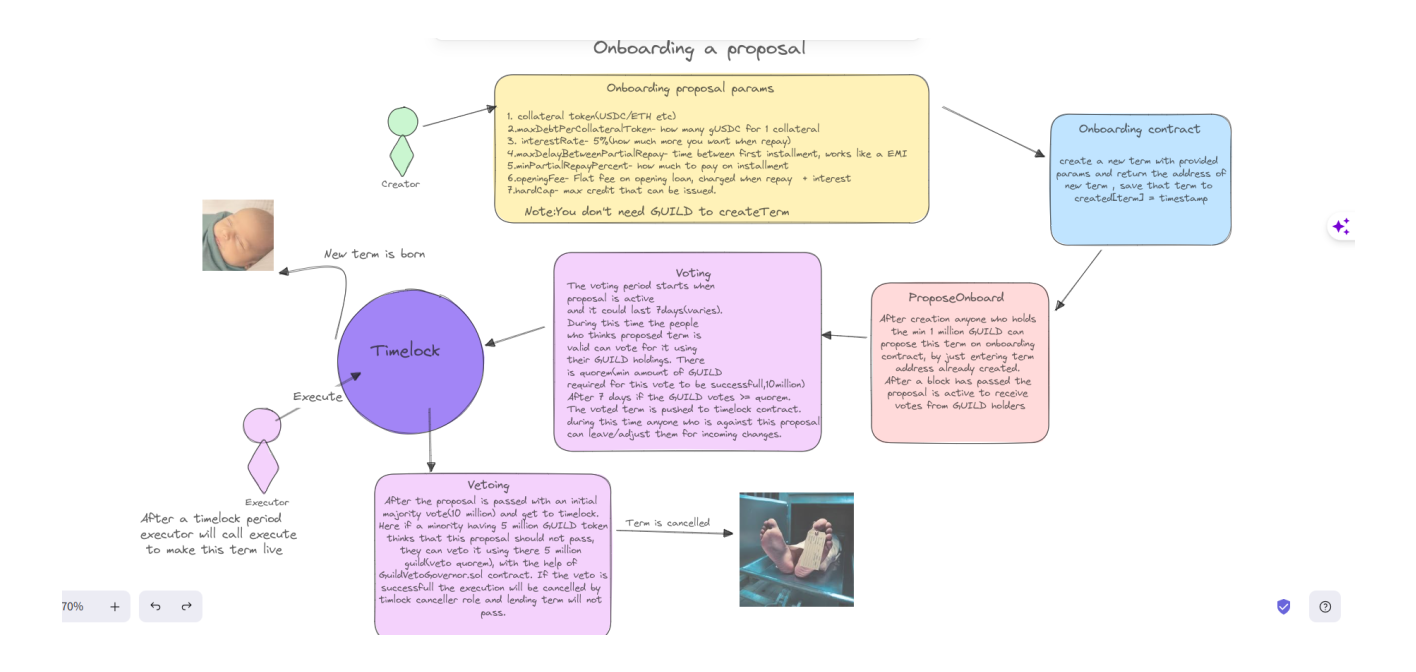 Onboarding a proposal
Onboarding proposal params
1. collateral token(USDC/ETH etc)
2.maxDebtPerCollateralToken- how many gUSDC for 1 collateral
3. interestRate- 5%(how much more you want when repay)
4.maxDelayBetweenPartialRepay- time between first installment, works like a EMI
5.minPartialRepayPercent- how much to pay on installment
6.openingFee- Flat fee on opening loan, charged when repay + interest
7.hardCap- max credit that can be issued.
Note:You don't need GUILD to createTerm
Creator
Onboarding contract
create a new term with provided
params and return the address of
new term , save that term to
created[term] = timestamp
ProposeOnboard
After creation anyone who holds
the min 1 million GUILD can
propose this term on onboarding
contract, by just entering term
address already created.
After a block has passed the
proposal is active to receive
votes from GUILD holders
Voting
The voting period starts when
proposal is active
and it could last 7days(varies).
During this time the people
who thinks proposed term is
valid can vote for it using
their GUILD holdings. There
is quorem(min amount of GUILD
required for this vote to be successful,10million)
After 7 days if the GUILD votes >= quorem.
The voted term is pushed to timelock contract.
during this time anyone who is against this proposal
can leave/adjust them for incoming changes.
New term is born
Timelock
Execute
Executor
After a timelock period
executor will call execute
to make this term live
Vetoing
After the proposal is passed with an initial
majority vote(10 million) and get to timelock.
Here if a minority having 5 million GUILD token
thinks that this proposal should not pass,
they can veto it using there 5 million
guild(veto quorem), with the help of
GuildVetoGovernor.sol contract. If the veto is
successfull the execution will be cancelled by
timlock canceller role and lending term will not
pass.
Term is cancelled
70%